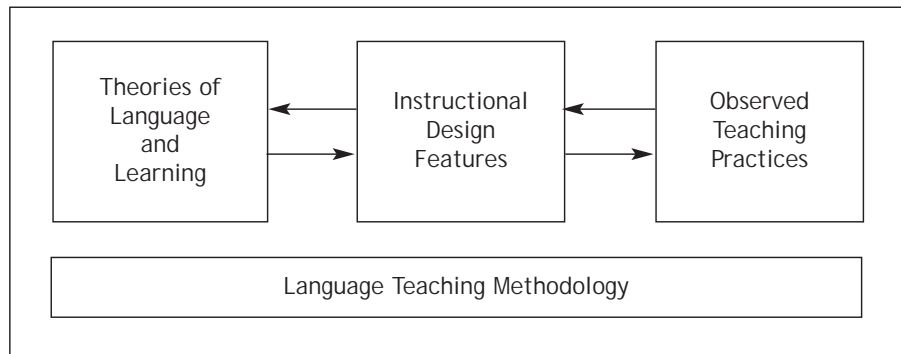 Theories of
Language
and
Learning
Instructional
Design
Features
Observed
Teaching
Practices
Language Teaching Methodology